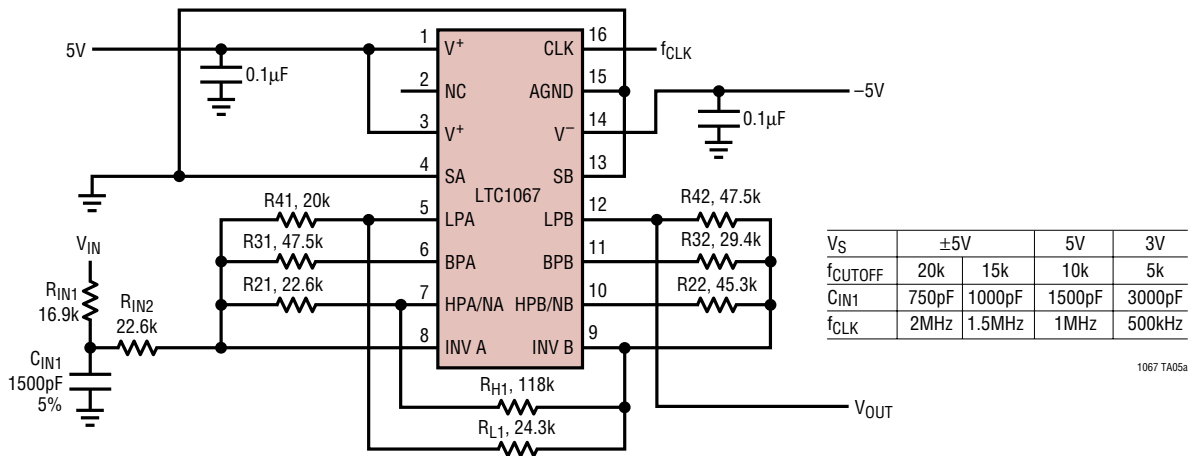 5V
0.1µF
1 V⁺
2 NC
3 V⁺
4 SA
5 LPA
6 BPA
7 HPA/NA
8 INV A
LTC1067
CLK 16
AGND 15
V⁻ 14
SB 13
LPB 12
BPB 11
HPB/NB 10
INV B 9
fCLK
–5V
0.1µF
R41, 20k
R31, 47.5k
R21, 22.6k
VIN
RIN1
16.9k
RIN2
22.6k
CIN1
1500pF
5%
R42, 47.5k
R32, 29.4k
R22, 45.3k
RH1, 118k
RL1, 24.3k
VOUT
VS ±5V 5V 3V
fCUTOFF 20k 15k 10k 5k
CIN1 750pF 1000pF 1500pF 3000pF
fCLK 2MHz 1.5MHz 1MHz 500kHz
1067 TA05a